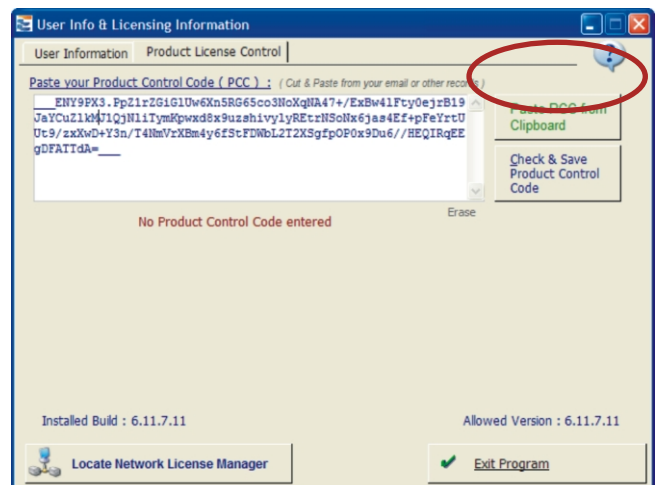 User Info & Licensing Information
User Information Product License Control
Paste your Product Control Code ( PCC ) : ( Cut & Paste from your email or other records )
___ENY9PX3.PpZ1rZGiGlUw6Xn5RG65co3NoXqNA47+/ExBw4lFty0ejrB19
JaYCuZlkMJ1QjNliTymKpwxd8x9uzshivylyREtrNSoNx6jas4Ef+pFeYrtU
Ut9/zxXwD+Y3n/T4NmVrXBm4y6fStFDWbL2T2XSgfpOP0x9Du6//HEQIRqEE
gDFATTdA=___
Paste PCC from
Clipboard
Check & Save
Product Control
Code
Erase
No Product Control Code entered
Installed Build : 6.11.7.11
Allowed Version : 6.11.7.11
Locate Network License Manager
Exit Program